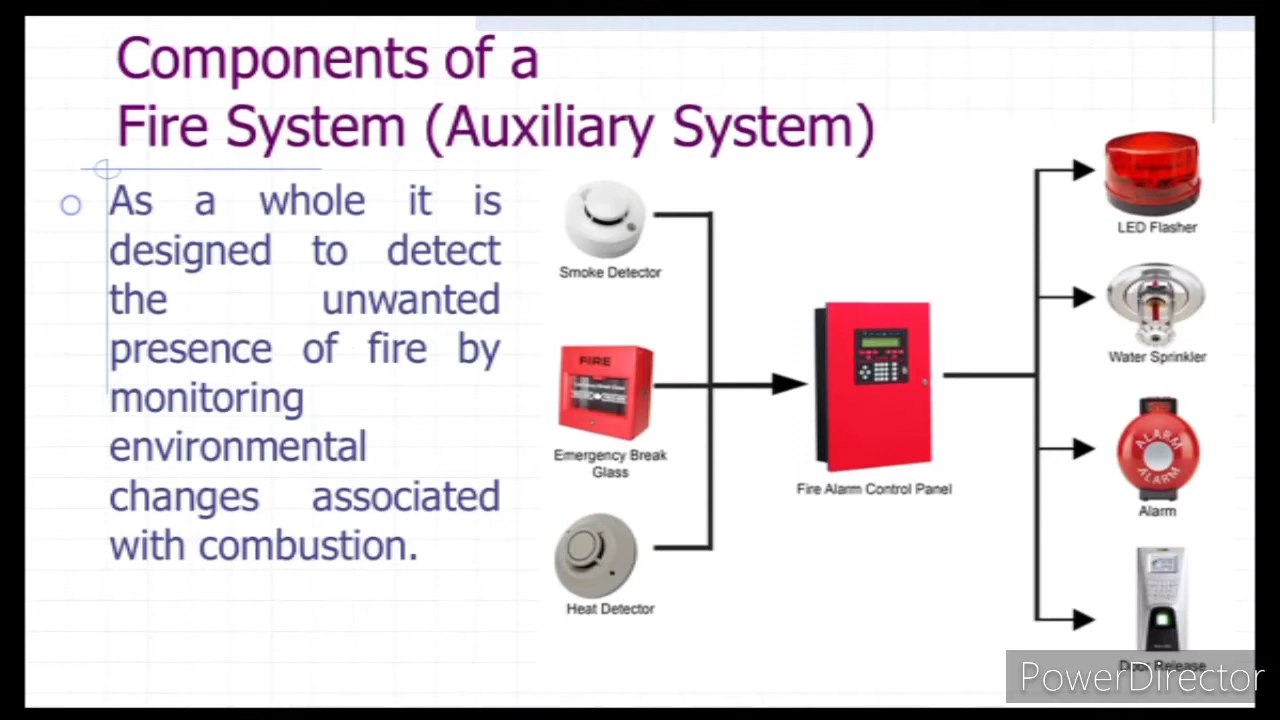 Components of a
Fire System (Auxiliary System)
As a whole it is
designed to detect
the unwanted
presence of fire by
monitoring
environmental
changes associated
with combustion.
Smoke Detector
FIRE
Emergency Break
Glass
Heat Detector
Fire Alarm Control Panel
LED Flasher
Water Sprinkler
ALARM
ALARM
Alarm
Door Release
PowerDirector